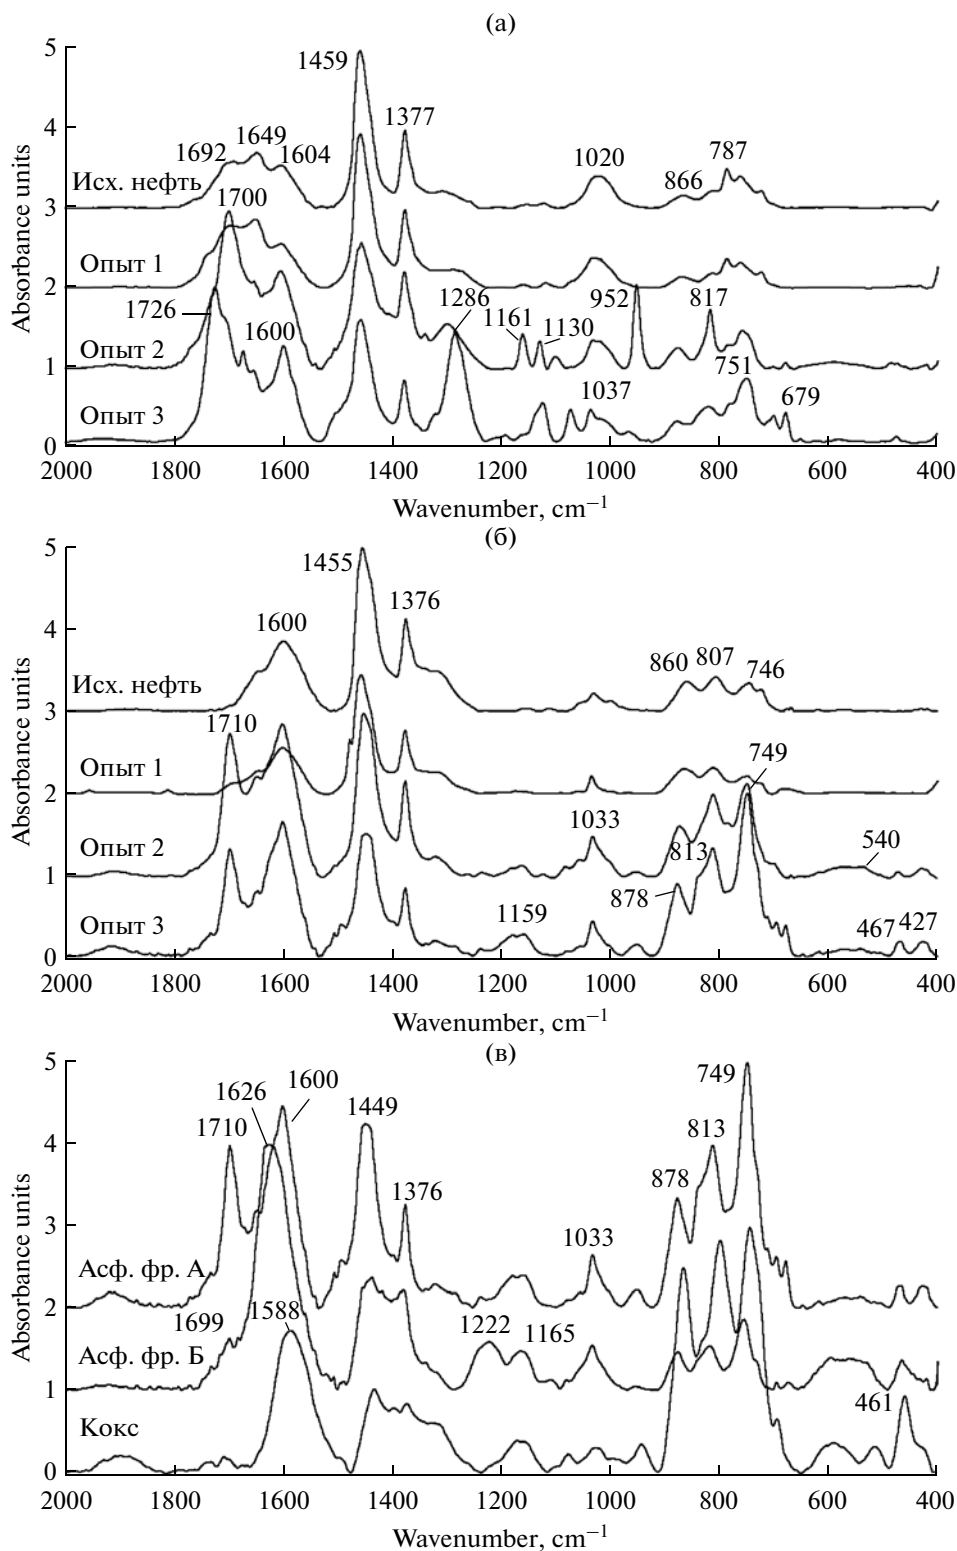 (а)
5
4
3
2
1
0
Absorbance units
1459
1377
1692
1649
1604
1020
866
787
Исх. нефть
1700
Опыт 1
1726
1286
952
817
1161
1130
Опыт 2
1600
751
1037
679
Опыт 3
2000 1800 1600 1400 1200 1000 800 600 400
Wavenumber, cm⁻¹
(б)
5
4
3
2
1
0
Absorbance units
1455
1376
1600
860
807
746
Исх. нефть
1710
Опыт 1
749
1033
540
Опыт 2
813
878
1159
467
427
Опыт 3
2000 1800 1600 1400 1200 1000 800 600 400
Wavenumber, cm⁻¹
(в)
5
4
3
2
1
0
Absorbance units
1626
1600
749
1449
1710
813
878
1376
1033
Асф. фр. А
1699
1588
1222
1165
Асф. фр. Б
461
Кокс
2000 1800 1600 1400 1200 1000 800 600 400
Wavenumber, cm⁻¹